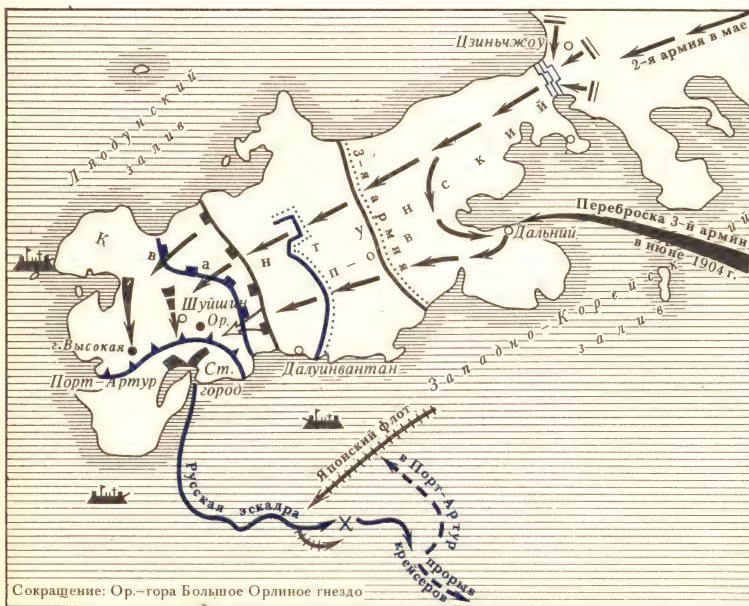 Цзиньчжоу
2-я армия в мае
Ляодунский
залив
Квантунский
п-ов
3-я армия
Дальний
Переброска 3-й армии
в июне 1904 г.
Шуйшин
Ор.
г.Высокая
Порт-Артур
Ст.
город
Далуинвантан
Западно-Корейский
залив
Японский флот
Русская эскадра
в Порт-Артур
прорыв
крейсеров
Сокращение: Ор.-гора Большое Орлиное гнездо